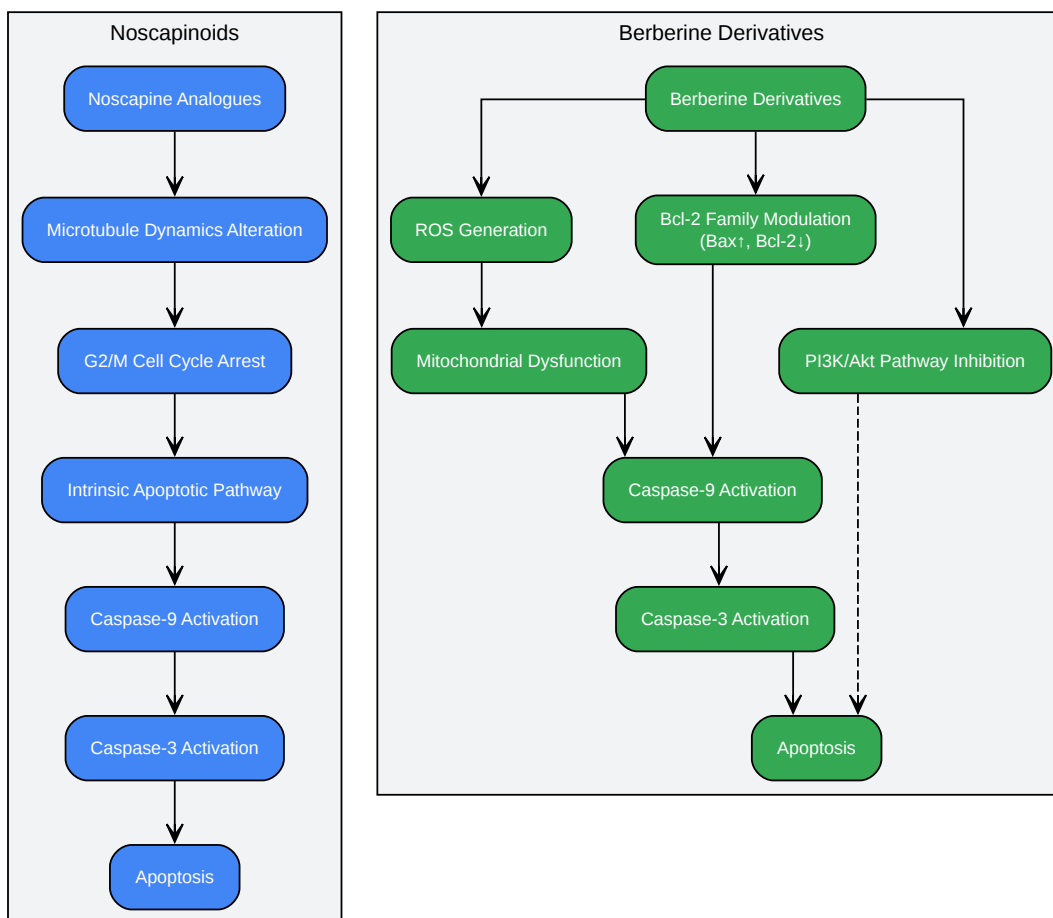 Noscapinoids
Noscapine Analogues
Microtubule Dynamics Alteration
G2/M Cell Cycle Arrest
Intrinsic Apoptotic Pathway
Caspase-9 Activation
Caspase-3 Activation
Apoptosis
Berberine Derivatives
Berberine Derivatives
ROS Generation
Bcl-2 Family Modulation
(Bax↑, Bcl-2↓)
Mitochondrial Dysfunction
PI3K/Akt Pathway Inhibition
Caspase-9 Activation
Caspase-3 Activation
Apoptosis